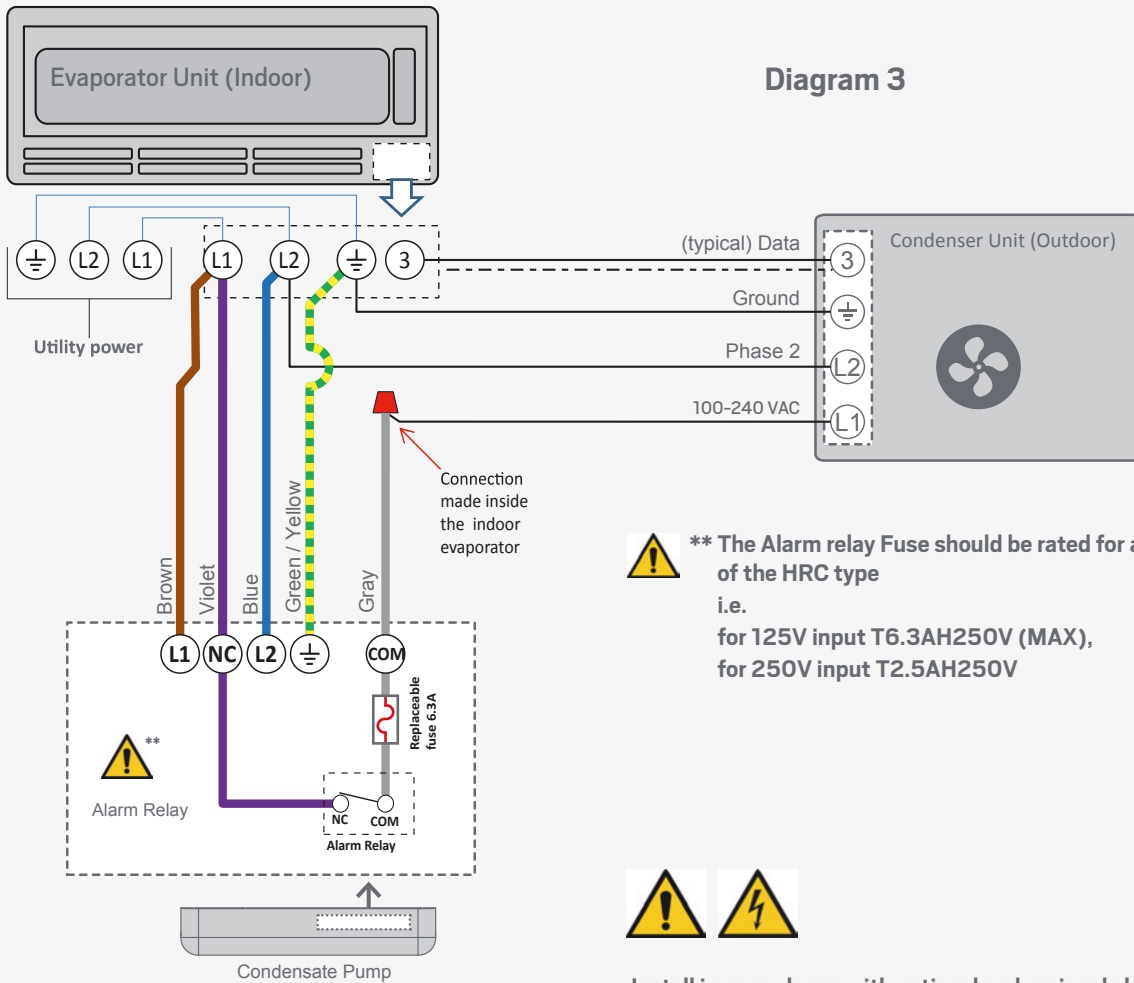 Evaporator Unit (Indoor)
Diagram 3
L2
L1
L1
L2
3
Utility power
(typical) Data
Ground
Phase 2
100-240 VAC
3
L2
L1
Condenser Unit (Outdoor)
Connection
made inside
the indoor
evaporator
Brown
Violet
Blue
Green / Yellow
Gray
L1
NC
L2
COM
Replaceable
fuse 6.3A
**
Alarm Relay
NC
COM
Alarm Relay
Condensate Pump
** The Alarm relay Fuse should be rated for
of the HRC type
i.e.
for 125V input T6.3AH250V (MAX),
for 250V input T2.5AH250V